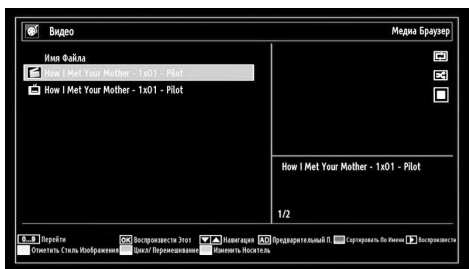 Видео
Медиа Браузер
Имя Файла
How I Met Your Mother - 1x01 - Pilot
How I Met Your Mother - 1x01 - Pilot
How I Met Your Mother - 1x01 - Pilot
1/2
0...9 Перейти OK Воспроизвести Этот Навигация AD Предварительный П. Сортировать По Имени Воспроизвести
Отметить Стиль Изображения Цикл/ Перемешивание Изменить Носитель